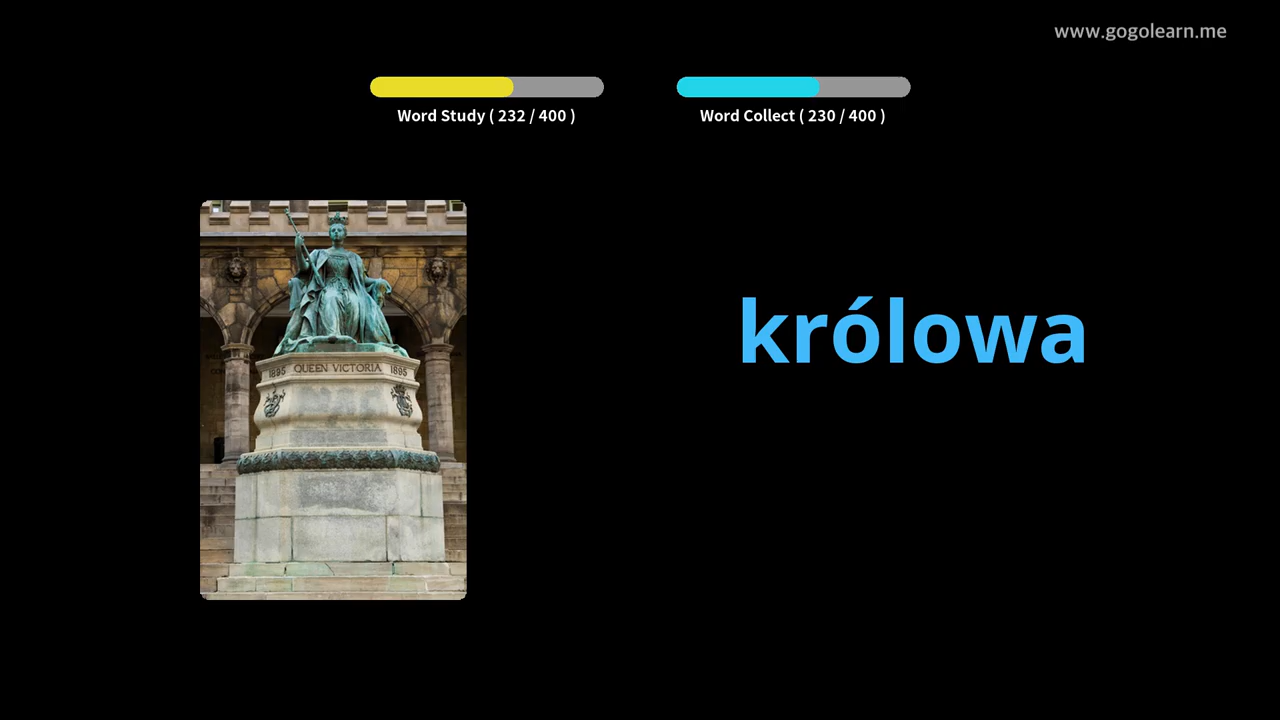 www.gogolearn.me
Word Study ( 232 / 400 )
Word Collect ( 230 / 400 )
królowa
1895 QUEEN VICTORIA 1895